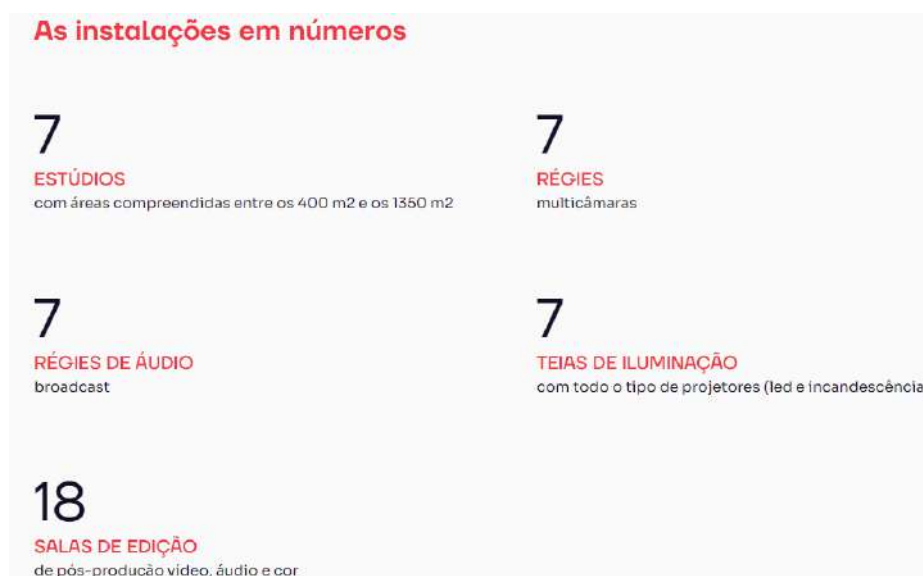 As instalações em números
7
ESTÚDIOS
com áreas compreendidas entre os 400 m2 e os 1350 m2
7
RÉGIES
multicâmaras
7
RÉGIES DE ÁUDIO
broadcast
7
TEIAS DE ILUMINAÇÃO
com todo o tipo de projetores (led e incandescência
18
SALAS DE EDIÇÃO
de pós-produção vídeo, áudio e cor